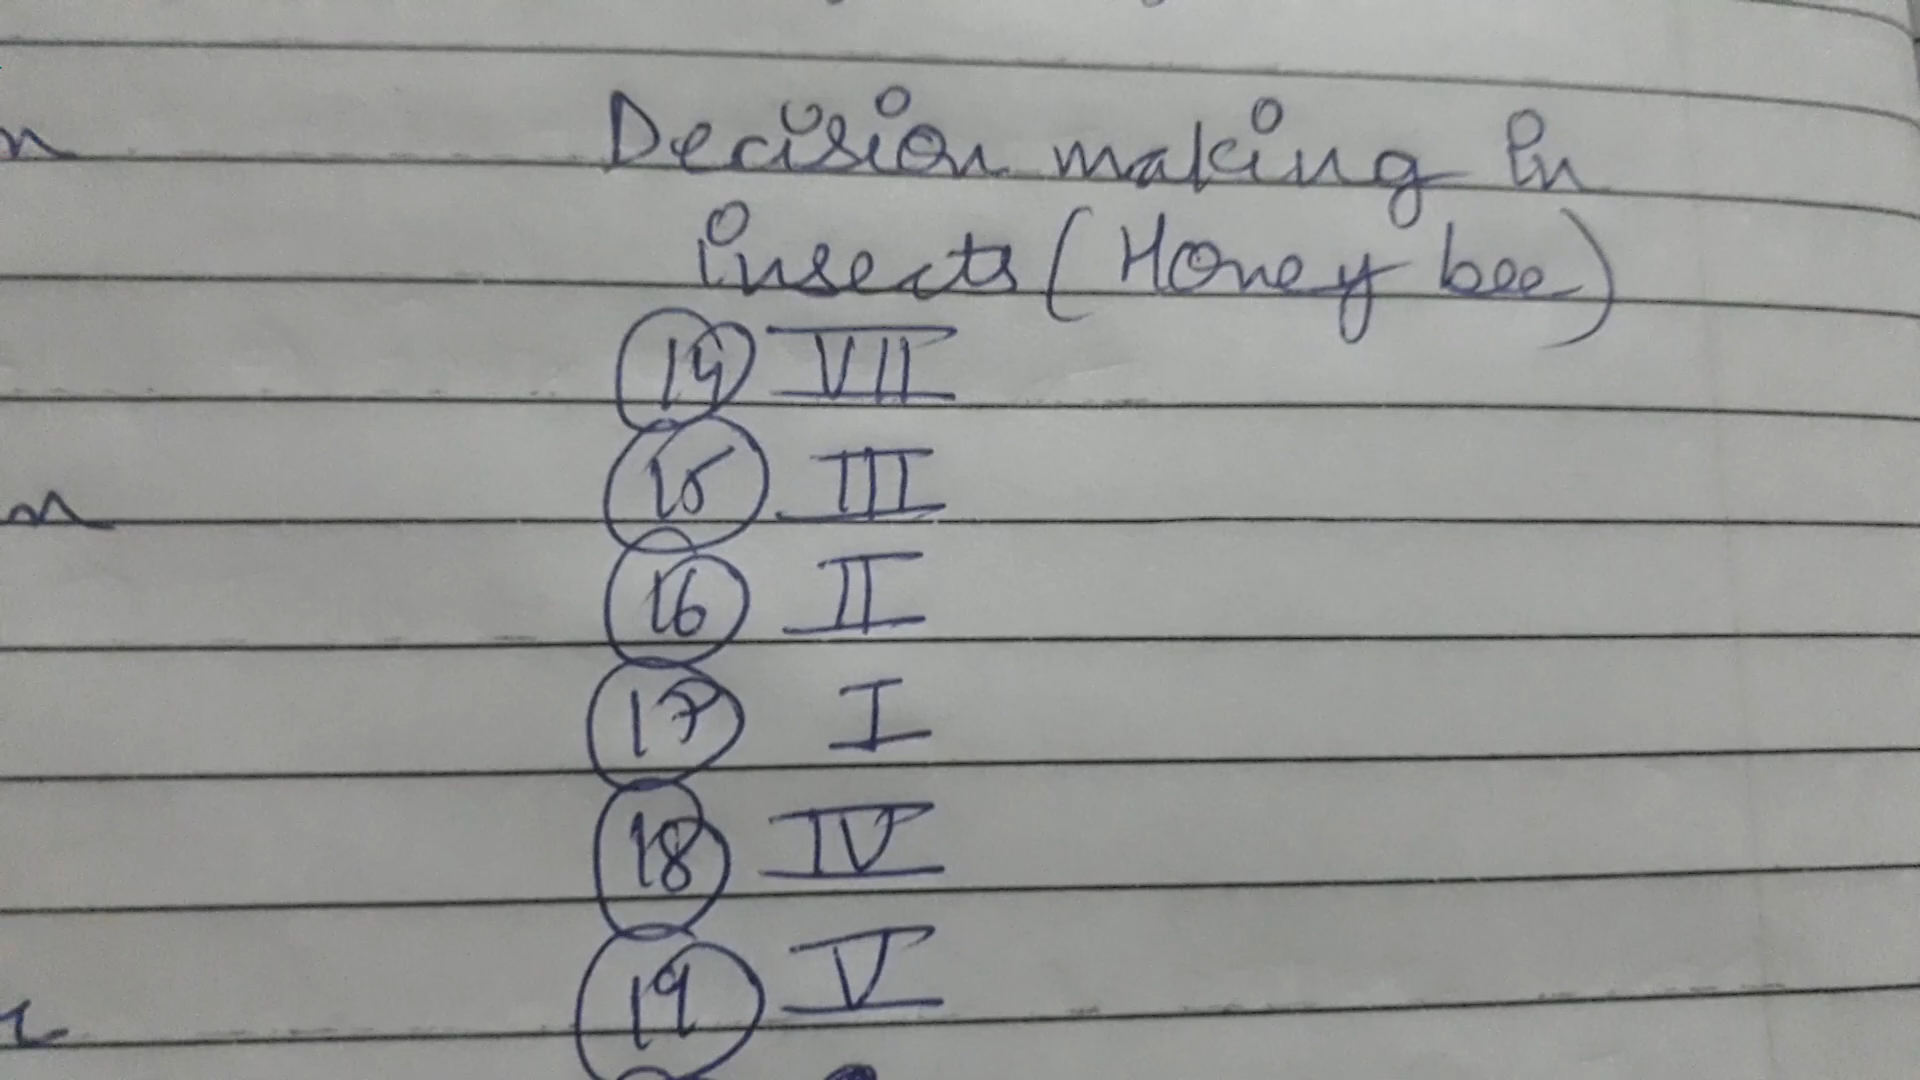 Decision making in
insects (Honey bee)
14 VII
15 III
16 II
17 I
18 IV
19 V